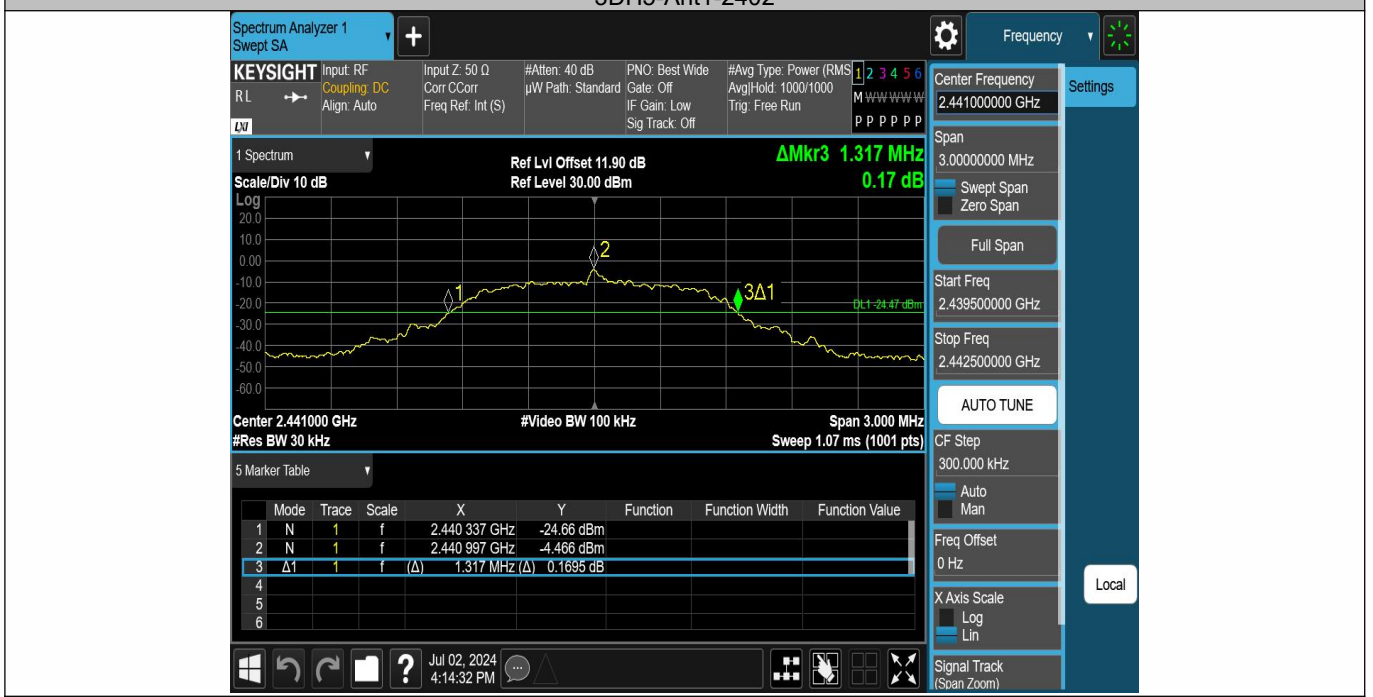 3DH5-Ant1-2402
Spectrum Analyzer 1
Swept SA
+
Frequency
KEYSIGHT
RL
LXI
Input: RF
Coupling: DC
Align: Auto
Input Z: 50 Ω
Corr CCorr
Freq Ref: Int (S)
#Atten: 40 dB
µW Path: Standard
PNO: Best Wide
Gate: Off
IF Gain: Low
Sig Track: Off
#Avg Type: Power (RMS
Avg|Hold: 1000/1000
Trig: Free Run
1 2 3 4 5 6
M W W W W W
P P P P P P
1 Spectrum
Scale/Div 10 dB
Ref Lvl Offset 11.90 dB
Ref Level 30.00 dBm
ΔMkr3 1.317 MHz
0.17 dB
Log
20.0
10.0
0.00
-10.0
-20.0
-30.0
-40.0
-50.0
-60.0
1
2
3Δ1
DL1 -24.47 dBm
Center 2.441000 GHz
#Video BW 100 kHz
Span 3.000 MHz
#Res BW 30 kHz
Sweep 1.07 ms (1001 pts)
5 Marker Table
Mode Trace Scale X Y Function Function Width Function Value
1 N 1 f 2.440 337 GHz -24.66 dBm
2 N 1 f 2.440 997 GHz -4.466 dBm
3 Δ1 1 f (Δ) 1.317 MHz (Δ) 0.1695 dB
4
5
6
?
Jul 02, 2024
4:14:32 PM
Center Frequency
2.441000000 GHz
Settings
Span
3.00000000 MHz
Swept Span
Zero Span
Full Span
Start Freq
2.439500000 GHz
Stop Freq
2.442500000 GHz
AUTO TUNE
CF Step
300.000 kHz
Auto
Man
Freq Offset
0 Hz
X Axis Scale
Log
Lin
Signal Track
(Span Zoom)
Local